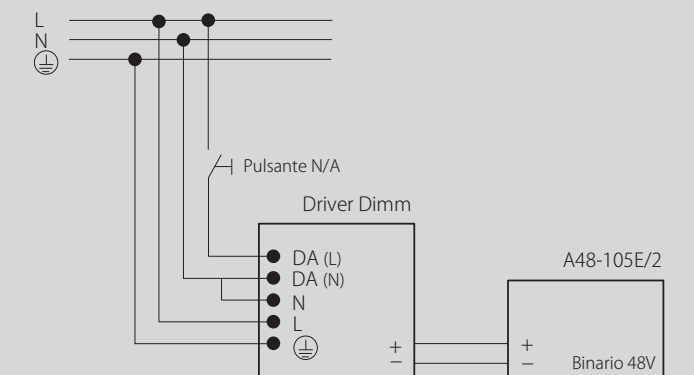 L
N
Pulsante N/A
Driver Dimm
DA (L)
DA (N)
N
L
A48-105E/2
+
−
+
−
Binario 48V